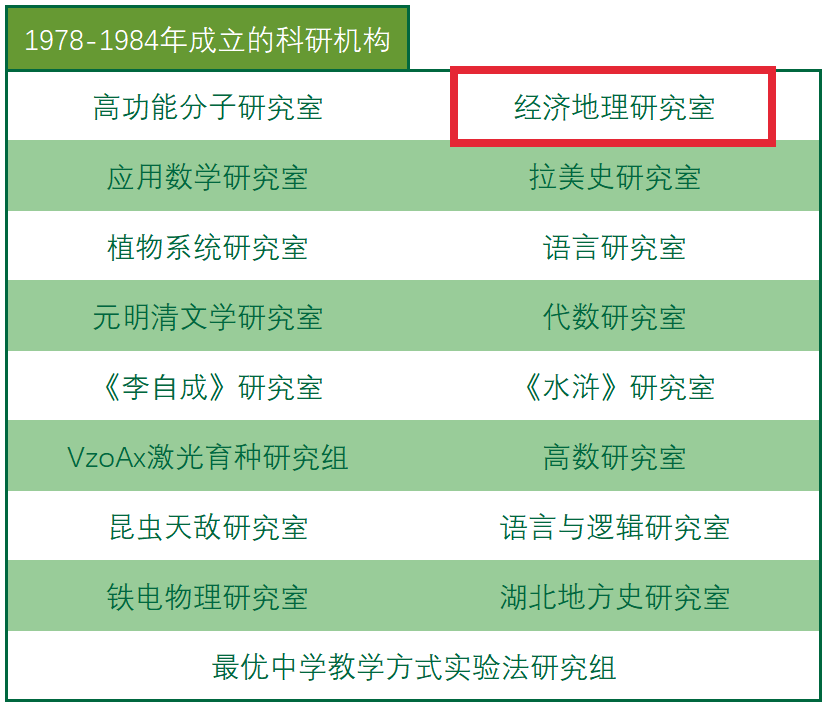 1978-1984年成立的科研机构
高功能分子研究室 经济地理研究室
应用数学研究室 拉美史研究室
植物系统研究室 语言研究室
元明清文学研究室 代数研究室
《李自成》研究室 《水浒》研究室
VzoAx激光育种研究组 高数研究室
昆虫天敌研究室 语言与逻辑研究室
铁电物理研究室 湖北地方史研究室
最优中学教学方式实验法研究组